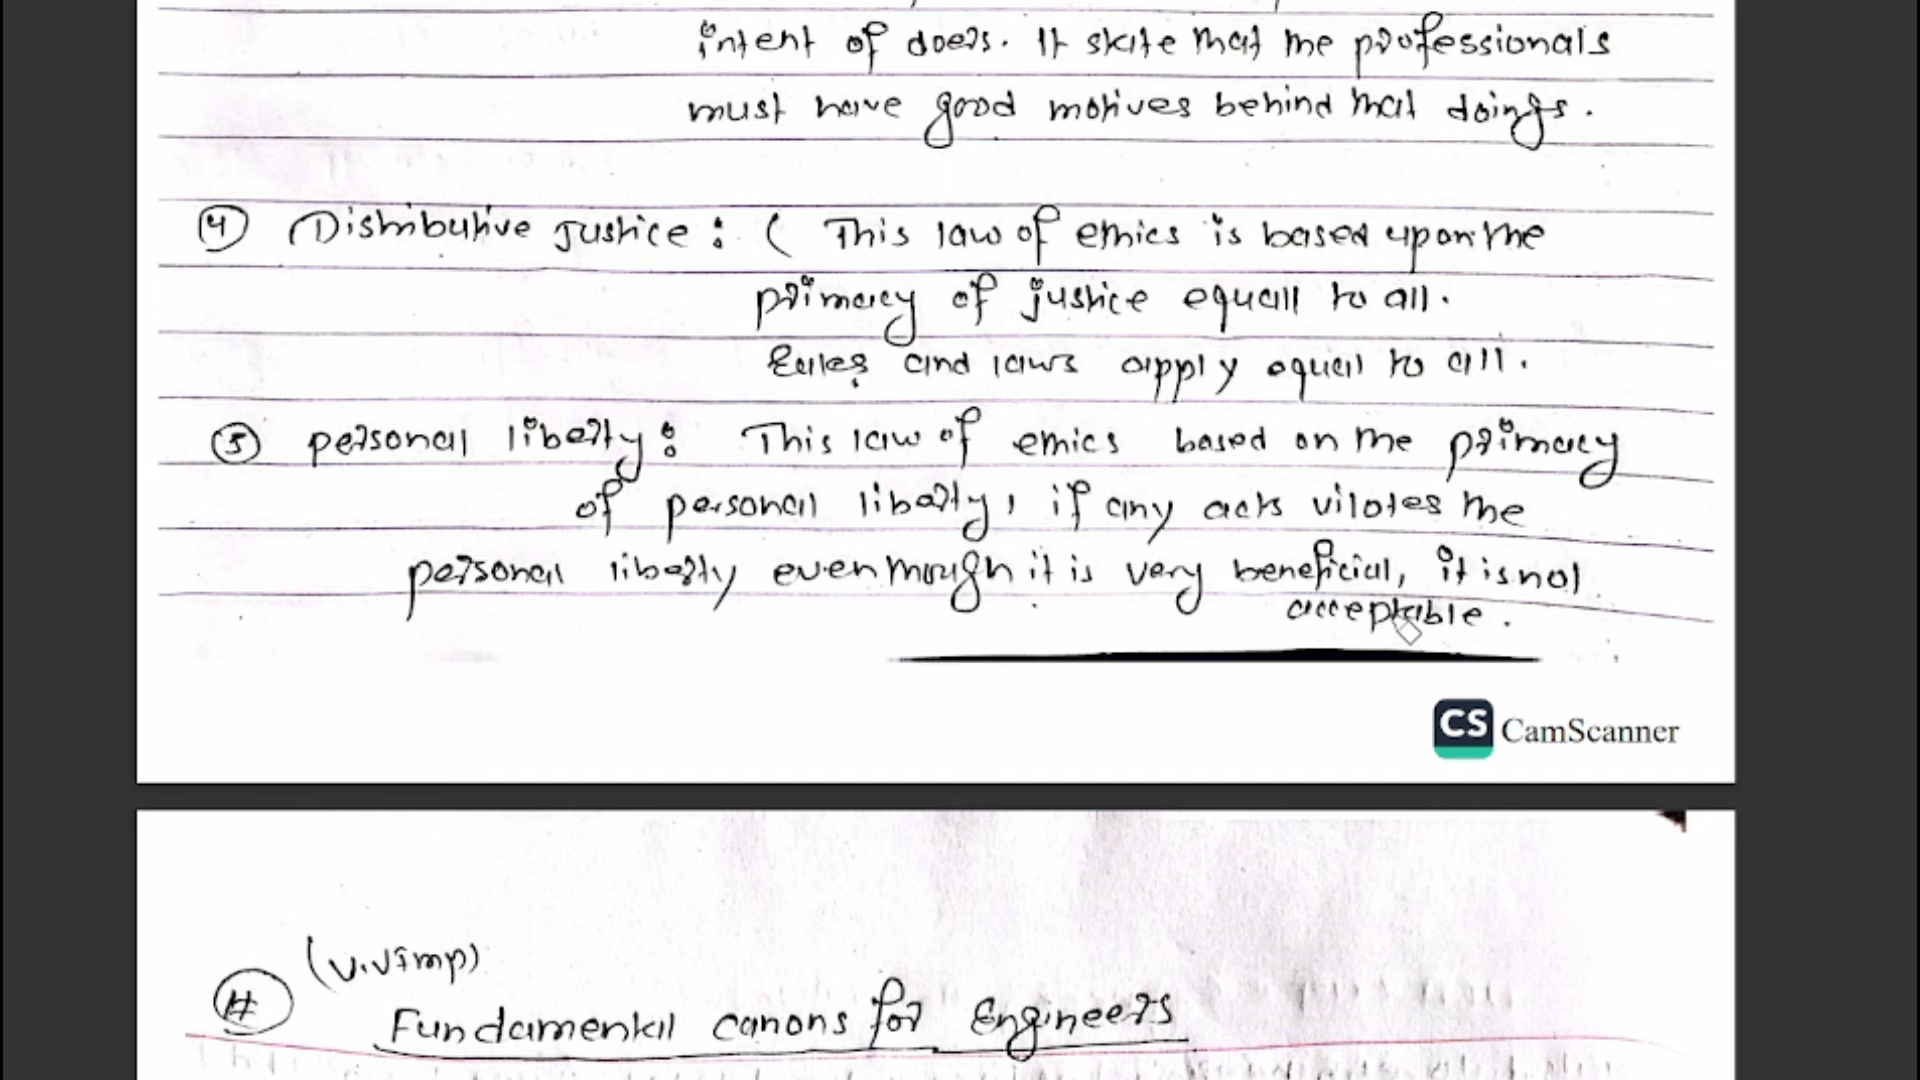 intent of doers. It skate that the professionals
must have good motives behind that doings.
④ Distributive Justice : ( This law of ethics is based upon the
primacy of justice equall to all.
Rules and laws apply equal to all.
⑤ personal liberty : This law of ethics based on the primacy
of personal liberty, if any acts vilotes the
personal liberty even though it is very beneficial, it is not
acceptable.
CS CamScanner
(v.v imp)
# Fundamental canons for Engineers